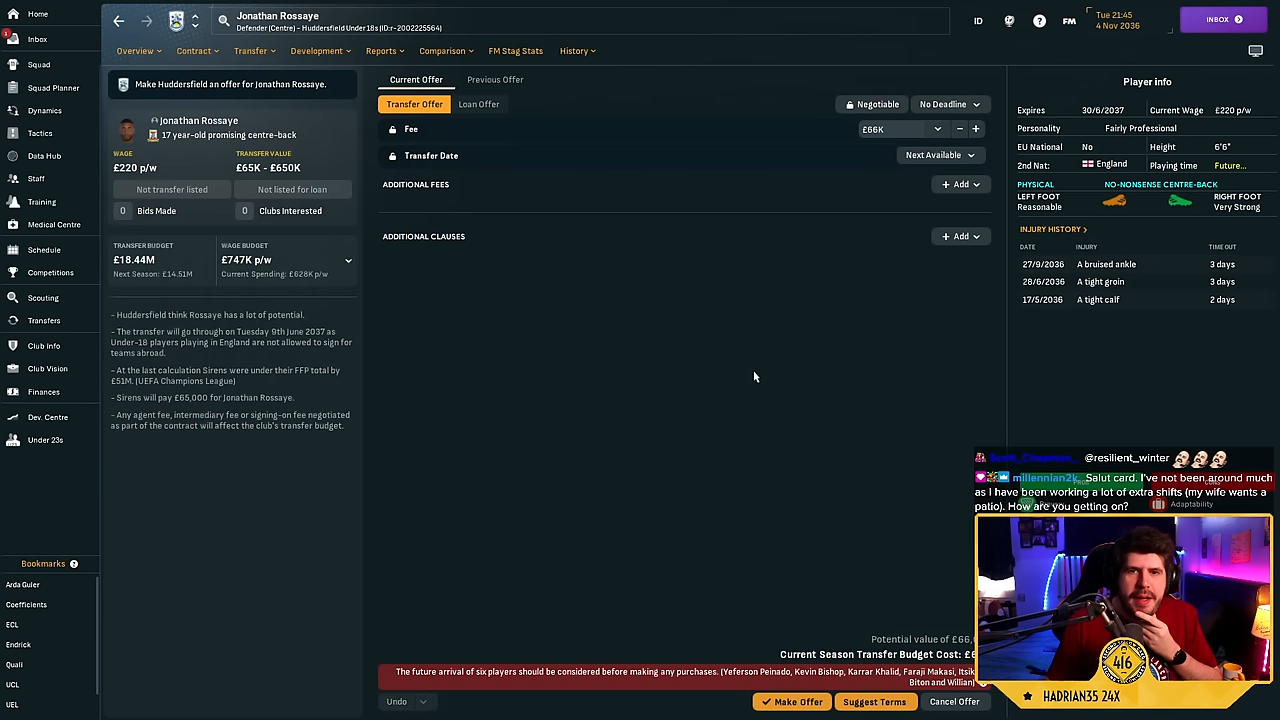 Home
Jonathan Rossaye
Defender (Centre) - Huddersfield Under18s (ID:r-2002225564)
ID
FM
Tue 21:45
4 Nov 2036
INBOX
1
Inbox
Squad
Squad Planner
Dynamics
Tactics
Data Hub
Staff
Training
Medical Centre
Schedule
Competitions
Scouting
Transfers
Club Info
Club Vision
Finances
Dev. Centre
Under 23s
Bookmarks
Arda Guler
Coefficients
ECL
Endrick
Quali
UCL
UEL
Overview
Contract
Transfer
Development
Reports
Comparison
FM Stag Stats
History
Make Huddersfield an offer for Jonathan Rossaye.
Jonathan Rossaye
17 year-old promising centre-back
WAGE
TRANSFER VALUE
£220 p/w
£65K - £650K
Not transfer listed
Not listed for loan
0 Bids Made
0 Clubs Interested
TRANSFER BUDGET
WAGE BUDGET
£18.44M
£747K p/w
Next Season: £14.51M
Current Spending: £628K p/w
- Huddersfield think Rossaye has a lot of potential.
- The transfer will go through on Tuesday 9th June 2037 as
Under-18 players playing in England are not allowed to sign for
teams abroad.
- At the last calculation Sirens were under their FFP total by
£51M. (UEFA Champions League)
- Sirens will pay £65,000 for Jonathan Rossaye.
- Any agent fee, intermediary fee or signing-on fee negotiated
as part of the contract will affect the club's transfer budget.
Current Offer
Previous Offer
Transfer Offer
Loan Offer
Negotiable
No Deadline
Fee
£66K
Transfer Date
Next Available
ADDITIONAL FEES
Add
ADDITIONAL CLAUSES
Add
Potential value of £66,
Current Season Transfer Budget Cost: £6
The future arrival of six players should be considered before making any purchases. (Yeferson Peinado, Kevin Bishop, Karrar Khalid, Faraji Makasi, Itsik
Biton and Willian)
Undo
Make Offer
Suggest Terms
Cancel Offer
Player info
Expires
30/6/2037
Current Wage
£220 p/w
Personality
Fairly Professional
EU National
No
Height
6'6"
2nd Nat:
England
Playing time
Future...
PHYSICAL
NO-NONSENSE CENTRE-BACK
LEFT FOOT
RIGHT FOOT
Reasonable
Very Strong
INJURY HISTORY
DATE
INJURY
TIME OUT
27/9/2036
A bruised ankle
3 days
28/6/2036
A tight groin
3 days
17/5/2036
A tight calf
2 days
@resilient_winter
millennian2k: Salut card. I've not been around much
as I have been working a lot of extra shifts (my wife wants a
patio). How are you getting on?
Adaptability
416
HADRIAN35 24X